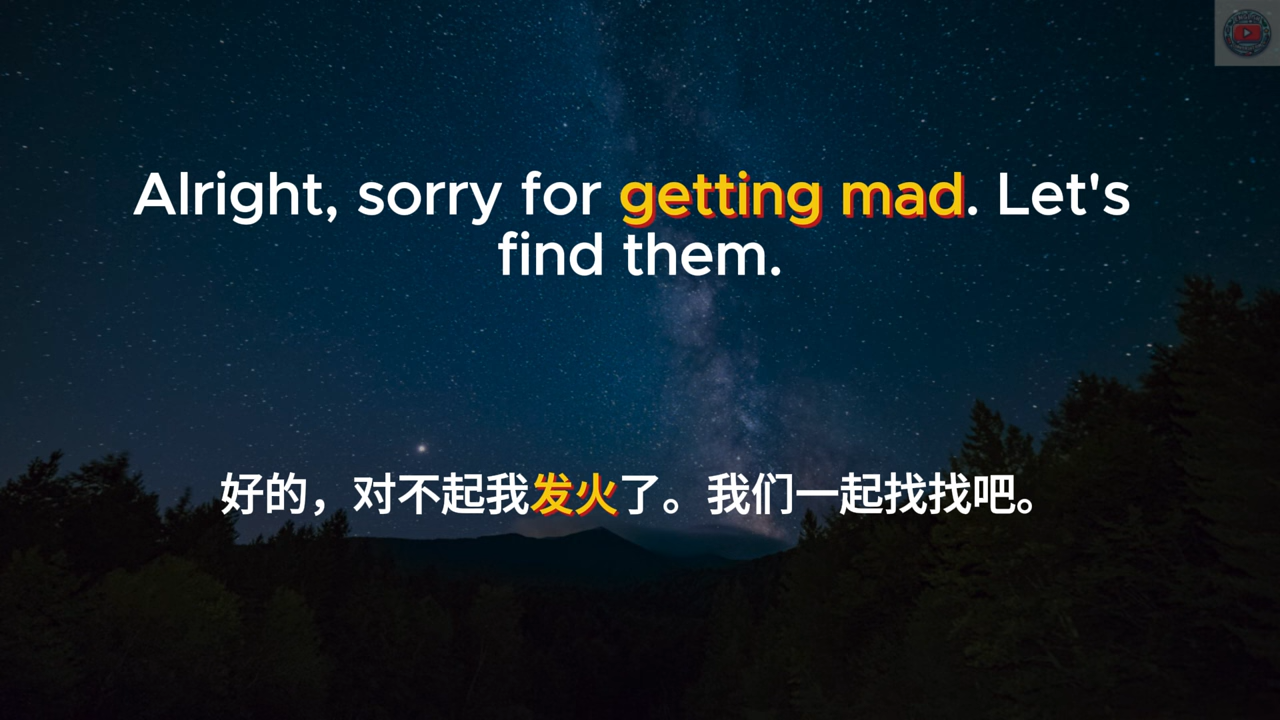 Alright, sorry for getting mad. Let's
find them.
好的，对不起我发火了。我们一起找找吧。